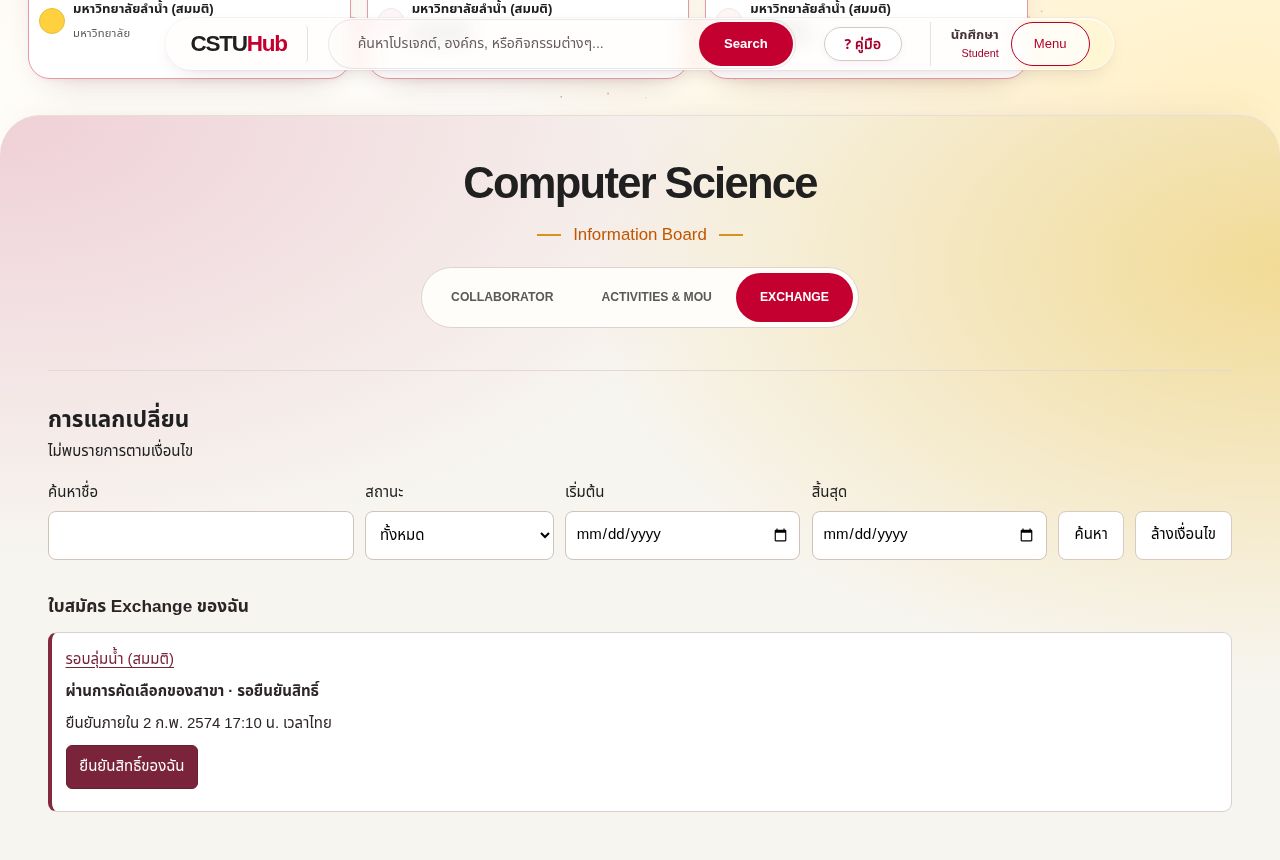 มหาวิทยาลัยลำน้ำ (สมมติ)
มหาวิทยาลัยลำน้ำ (สมมติ)
มหาวิทยาลัยลำน้ำ (สมมติ)
มหาวิทยาลัย
CSTUHub
ค้นหาโปรเจกต์, องค์กร, หรือกิจกรรมต่างๆ...
Search
? คู่มือ
นักศึกษา
Student
Menu
Computer Science
Information Board
COLLABORATOR
ACTIVITIES & MOU
EXCHANGE
การแลกเปลี่ยน
ไม่พบรายการตามเงื่อนไข
ค้นหาชื่อ
สถานะ
เริ่มต้น
สิ้นสุด
ทั้งหมด
mm/dd/yyyy
mm/dd/yyyy
ค้นหา
ล้างเงื่อนไข
ใบสมัคร Exchange ของฉัน
รอบลุ่มน้ำ (สมมติ)
ผ่านการคัดเลือกของสาขา · รอยืนยันสิทธิ์
ยืนยันภายใน 2 ก.พ. 2574 17:10 น. เวลาไทย
ยืนยันสิทธิ์ของฉัน